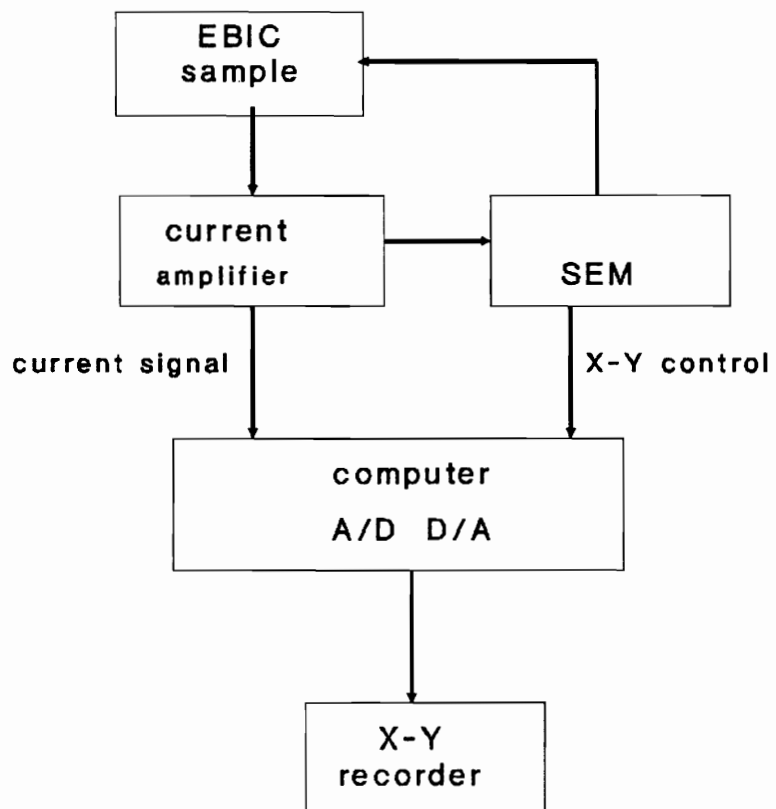 EBIC
sample
current
amplifier
SEM
current signal
X-Y control
computer
A/D D/A
X-Y
recorder